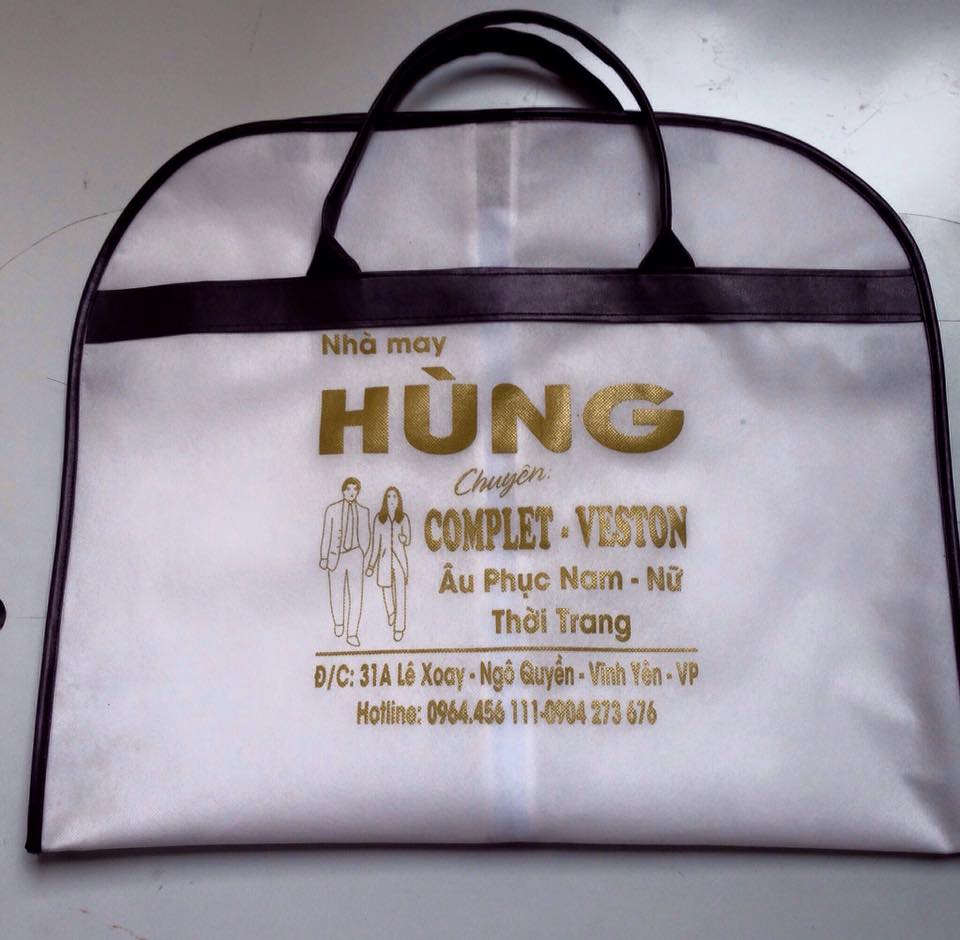 Nhà may
HÙNG
Chuyên:
COMPLET - VESTON
Âu Phục Nam - Nữ
Thời Trang
Đ/C: 31A Lê Xoay - Ngô Quyền - Vĩnh Yên - VP
Hotline: 0964.456 111-0904 273 676